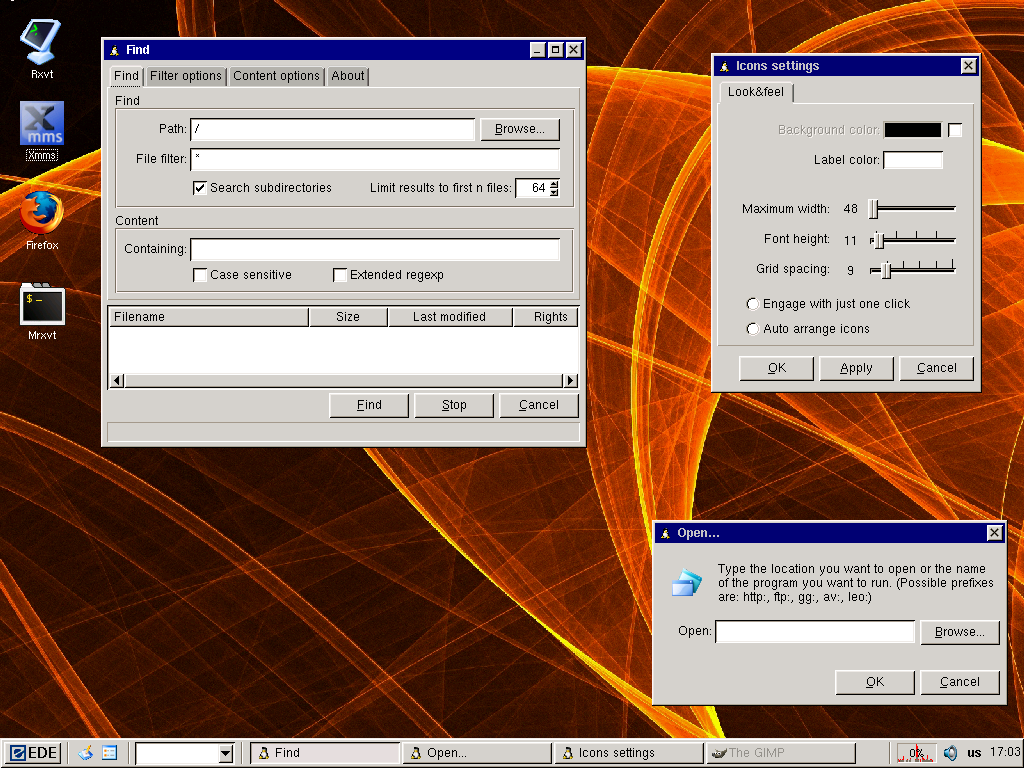 Rxvt
Xmms
Firefox
$ _
Mrxvt
Find
Find Filter options Content options About
Find
Path: / Browse...
File filter: *
Search subdirectories Limit results to first n files: 64
Content
Containing:
Case sensitive Extended regexp
Filename Size Last modified Rights
Find Stop Cancel
Icons settings
Look&feel
Background color:
Label color:
Maximum width: 48
Font height: 11
Grid spacing: 9
Engage with just one click
Auto arrange icons
OK Apply Cancel
Open...
Type the location you want to open or the name
of the program you want to run. (Possible prefixes
are: http:, ftp:, gg:, av:, leo:)
Open: Browse...
OK Cancel
EDE Find Open... Icons settings The GIMP 0% us 17:03